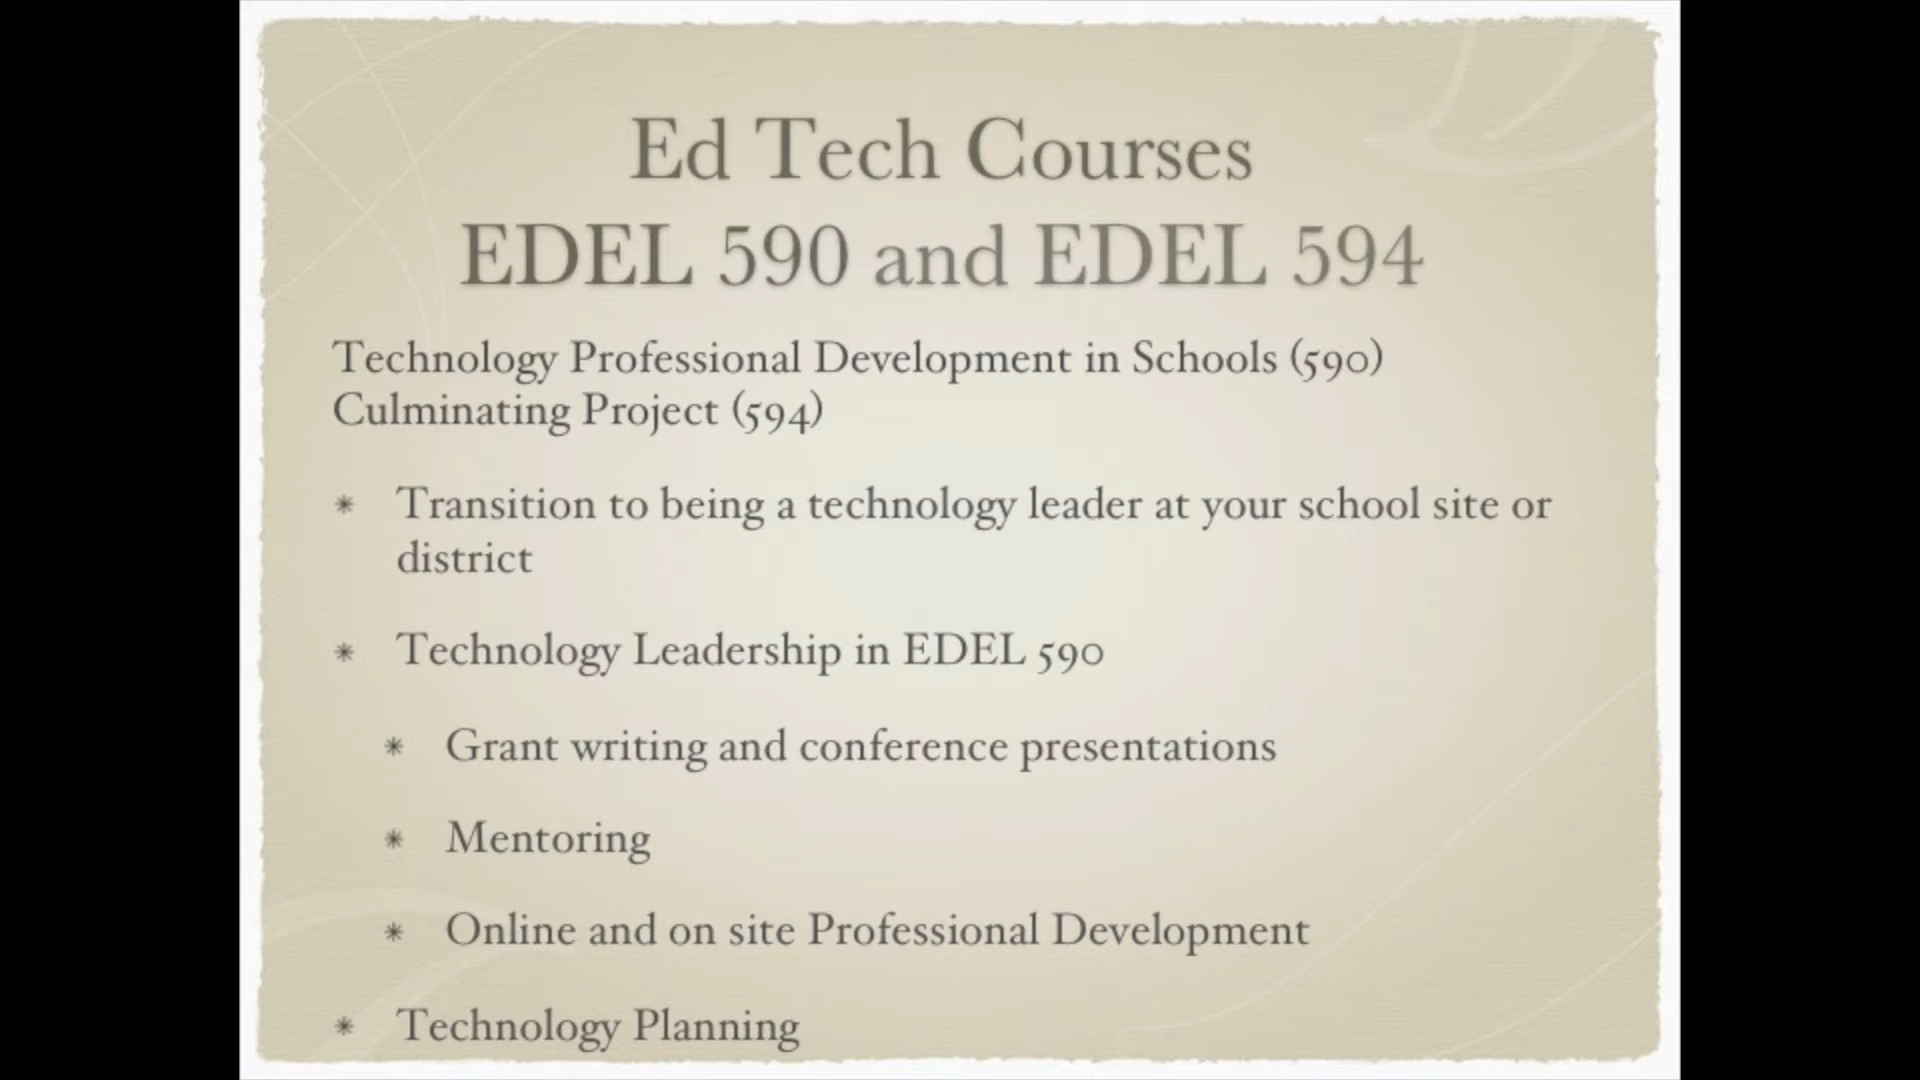 Ed Tech Courses
EDEL 590 and EDEL 594
Technology Professional Development in Schools (590)
Culminating Project (594)
* Transition to being a technology leader at your school site or
district
* Technology Leadership in EDEL 590
* Grant writing and conference presentations
* Mentoring
* Online and on site Professional Development
* Technology Planning